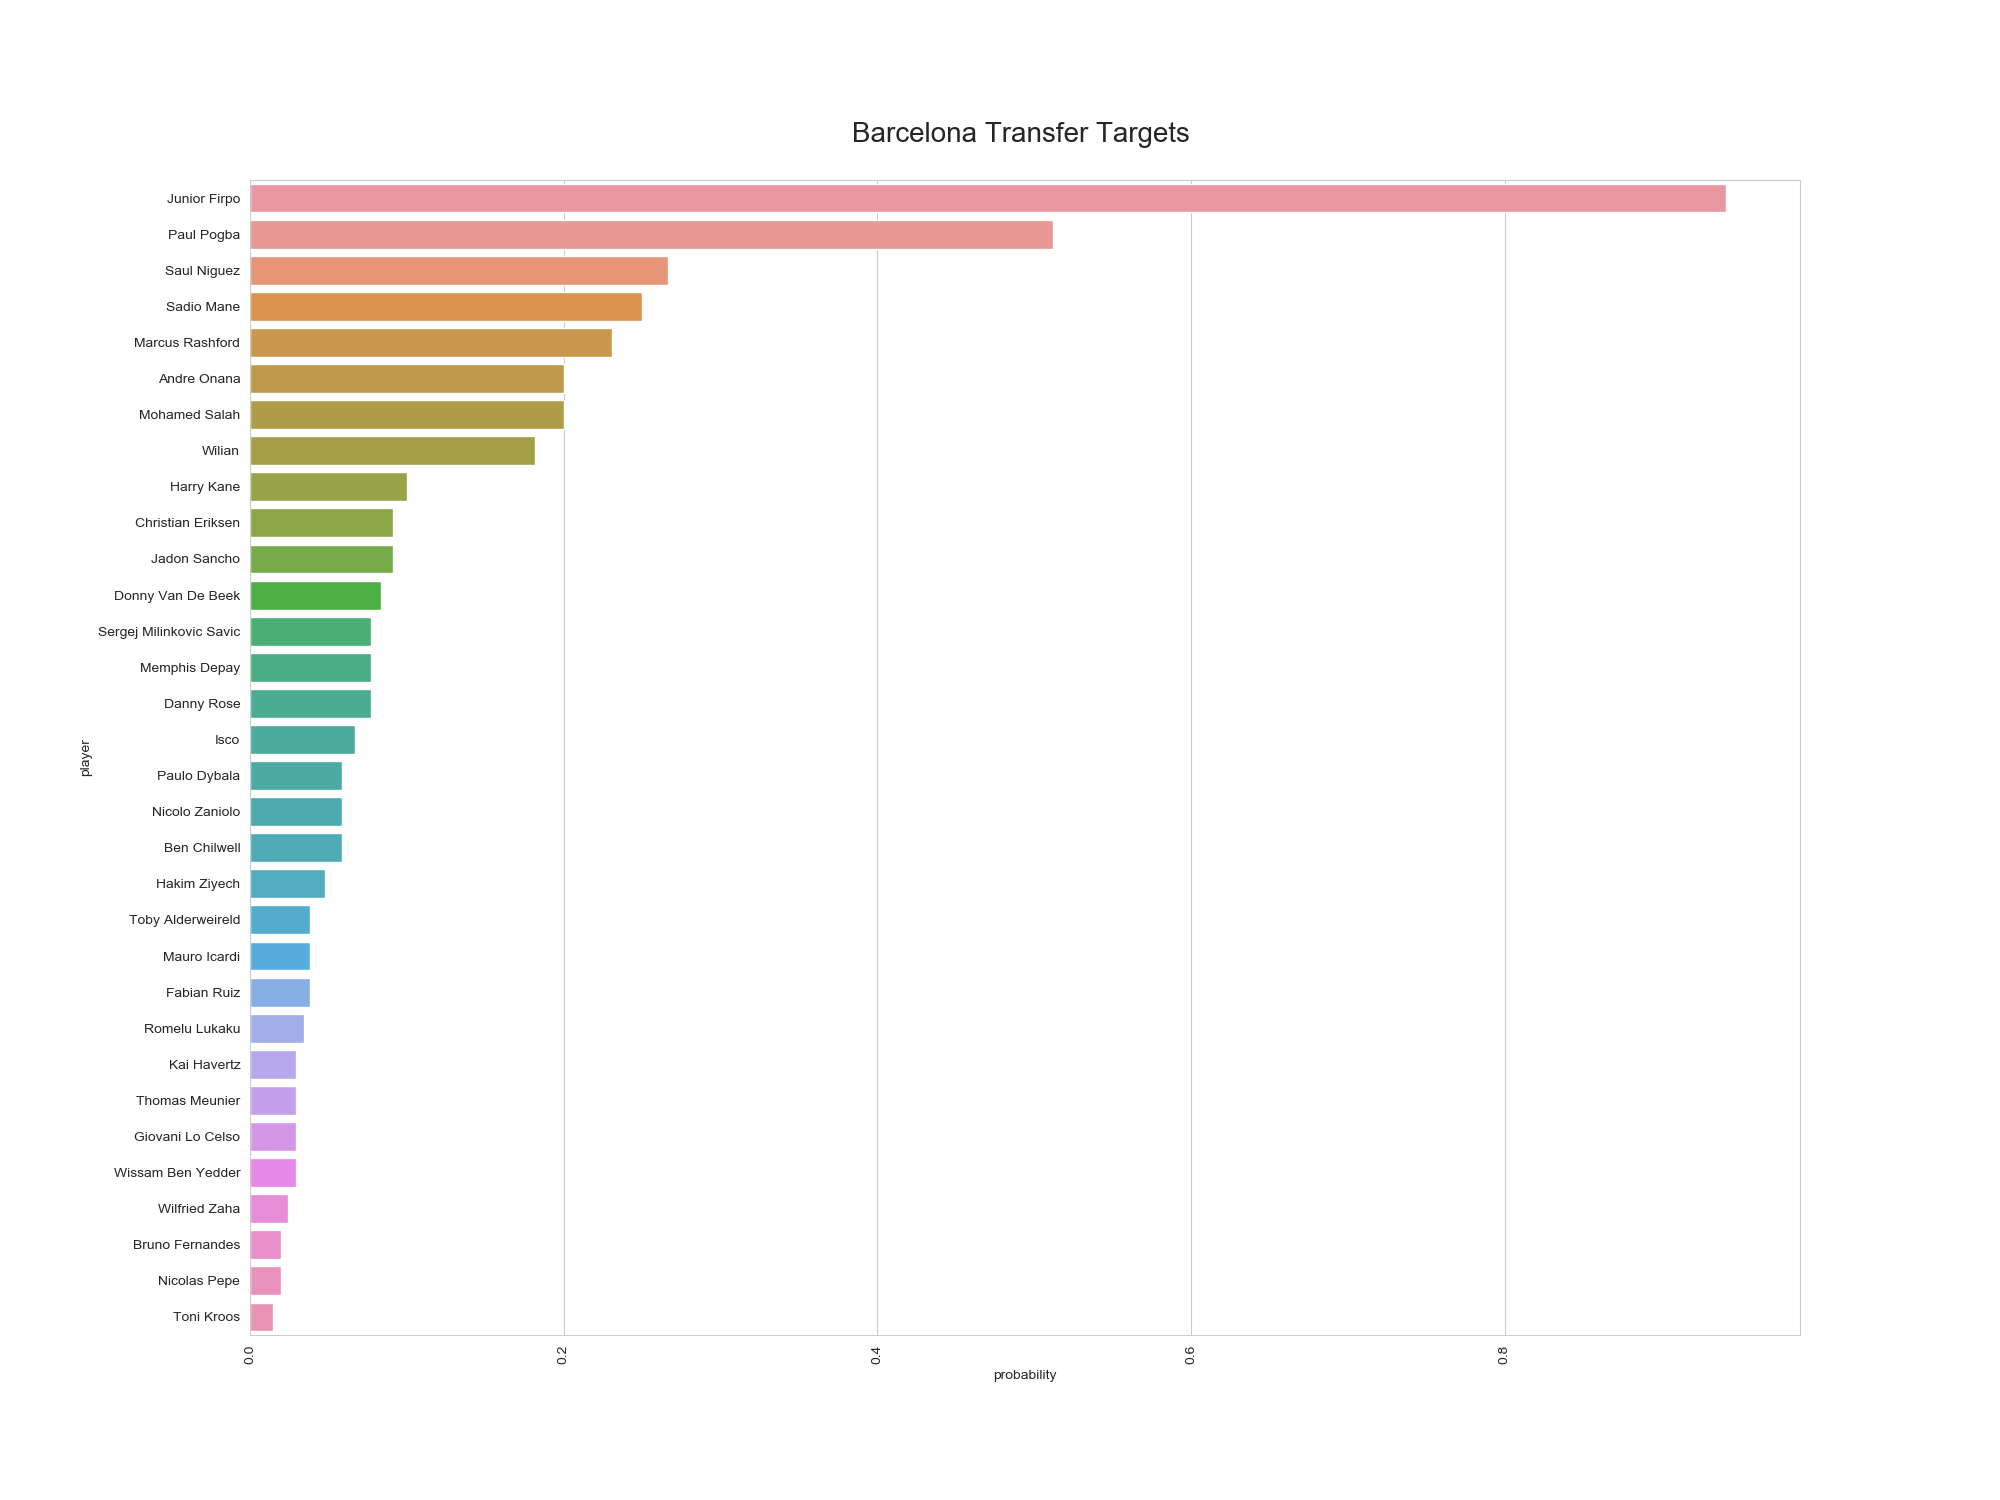 Barcelona Transfer Targets
Junior Firpo
Paul Pogba
Saul Niguez
Sadio Mane
Marcus Rashford
Andre Onana
Mohamed Salah
Wilian
Harry Kane
Christian Eriksen
Jadon Sancho
Donny Van De Beek
Sergej Milinkovic Savic
Memphis Depay
Danny Rose
Isco
Paulo Dybala
Nicolo Zaniolo
Ben Chilwell
Hakim Ziyech
Toby Alderweireld
Mauro Icardi
Fabian Ruiz
Romelu Lukaku
Kai Havertz
Thomas Meunier
Giovani Lo Celso
Wissam Ben Yedder
Wilfried Zaha
Bruno Fernandes
Nicolas Pepe
Toni Kroos
player
0.0 0.2 0.4 0.6 0.8
probability